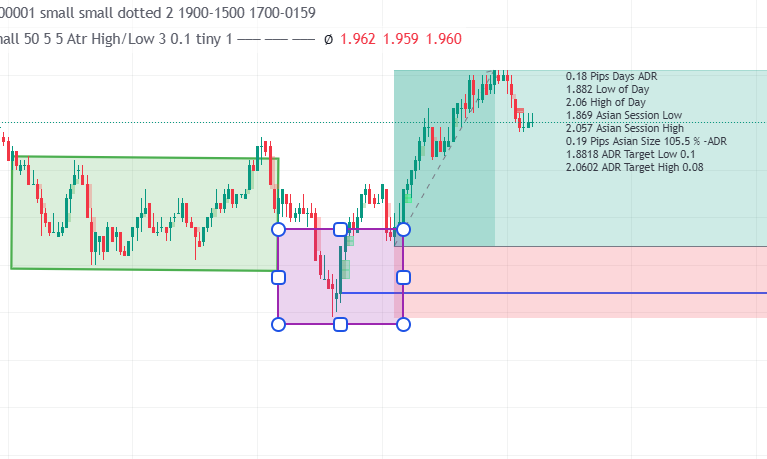 00001 small small dotted 2 1900-1500 1700-0159
nall 50 5 5 Atr High/Low 3 0.1 tiny 1 —— —— —— ø 1.962 1.959 1.960
0.18 Pips Days ADR
1.882 Low of Day
2.06 High of Day
1.869 Asian Session Low
2.057 Asian Session High
0.19 Pips Asian Size 105.5 % -ADR
1.8818 ADR Target Low 0.1
2.0602 ADR Target High 0.08